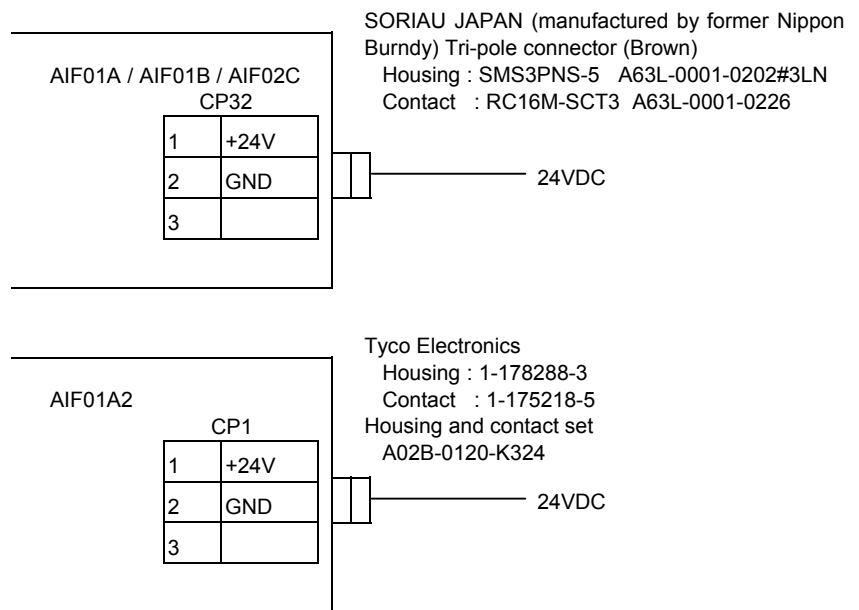 SORIAU JAPAN (manufactured by former Nippon
Burndy) Tri-pole connector (Brown)
Housing : SMS3PNS-5 A63L-0001-0202#3LN
Contact : RC16M-SCT3 A63L-0001-0226
AIF01A / AIF01B / AIF02C
CP32
1 +24V
2 GND
3
24VDC
Tyco Electronics
Housing : 1-178288-3
Contact : 1-175218-5
Housing and contact set
A02B-0120-K324
AIF01A2
CP1
1 +24V
2 GND
3
24VDC